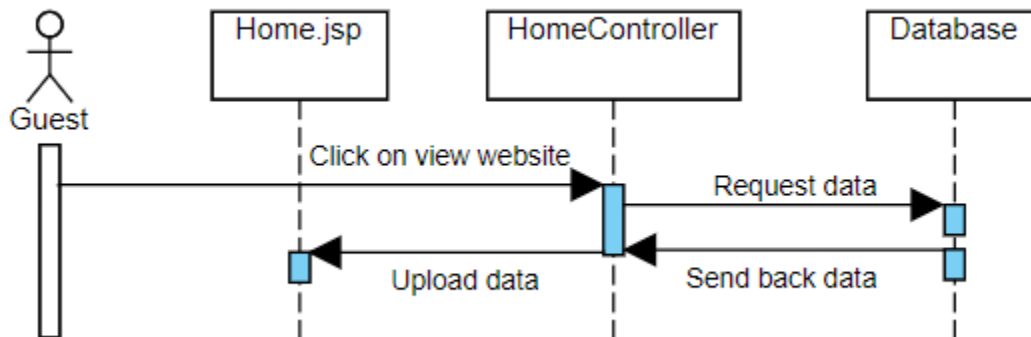 Home.jsp
HomeController
Database
Guest
Click on view website
Request data
Upload data
Send back data